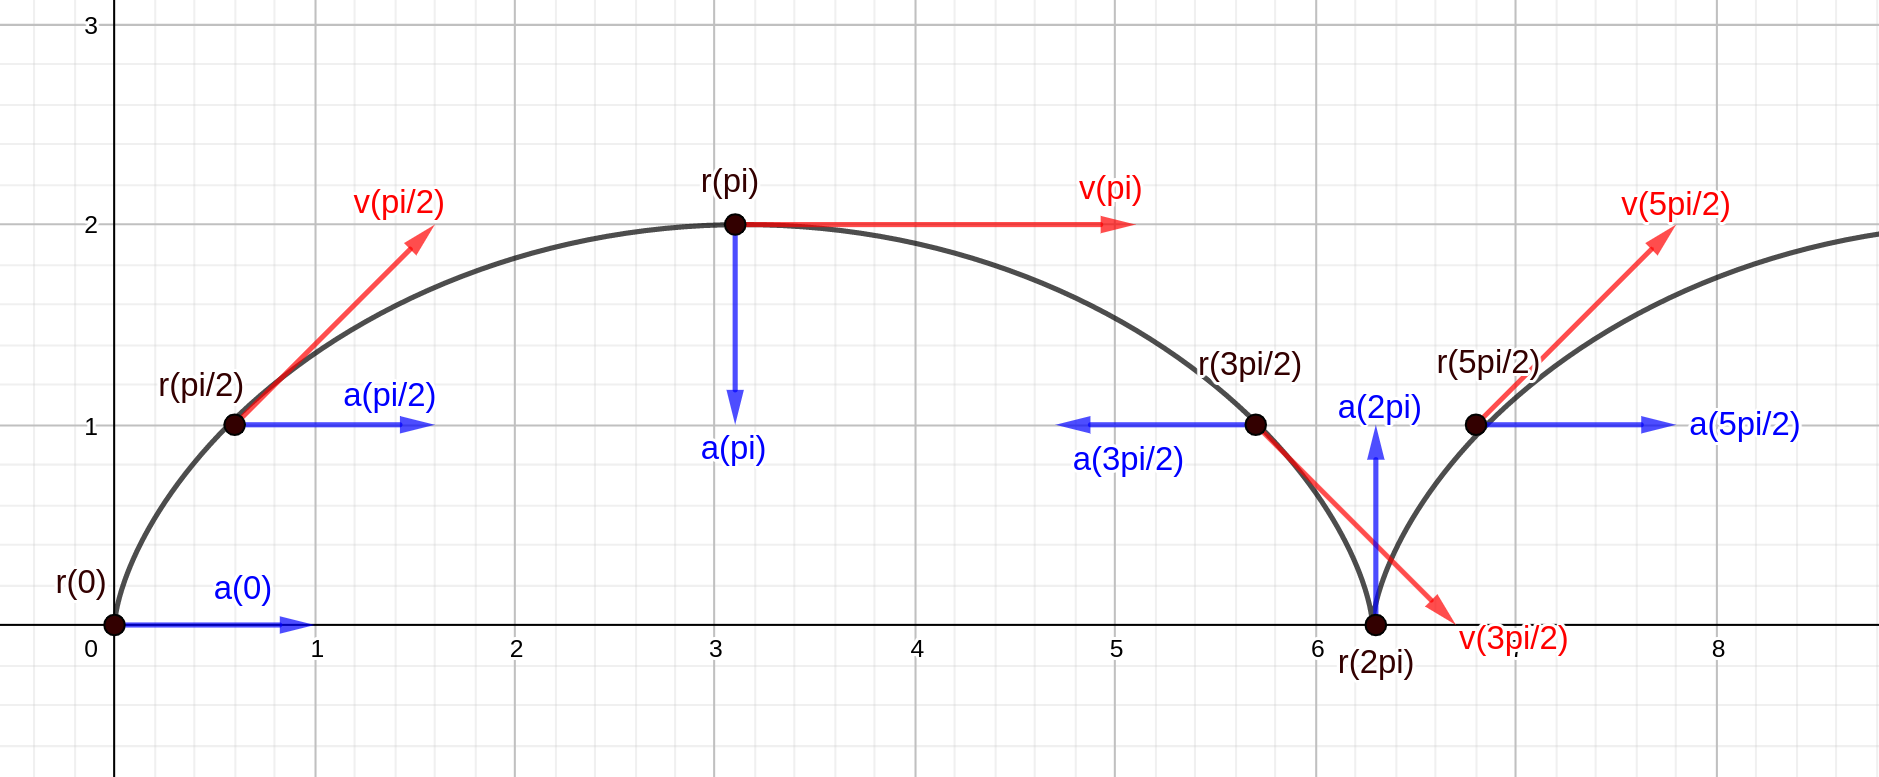 3
r(pi)
v(pi)
v(pi/2)
v(5pi/2)
2
r(pi/2)
a(pi/2)
r(3pi/2)
r(5pi/2)
1
a(pi)
a(3pi/2)
a(2pi)
a(5pi/2)
r(0)
a(0)
v(3pi/2)
0 1 2 3 4 5 6 8
r(2pi)